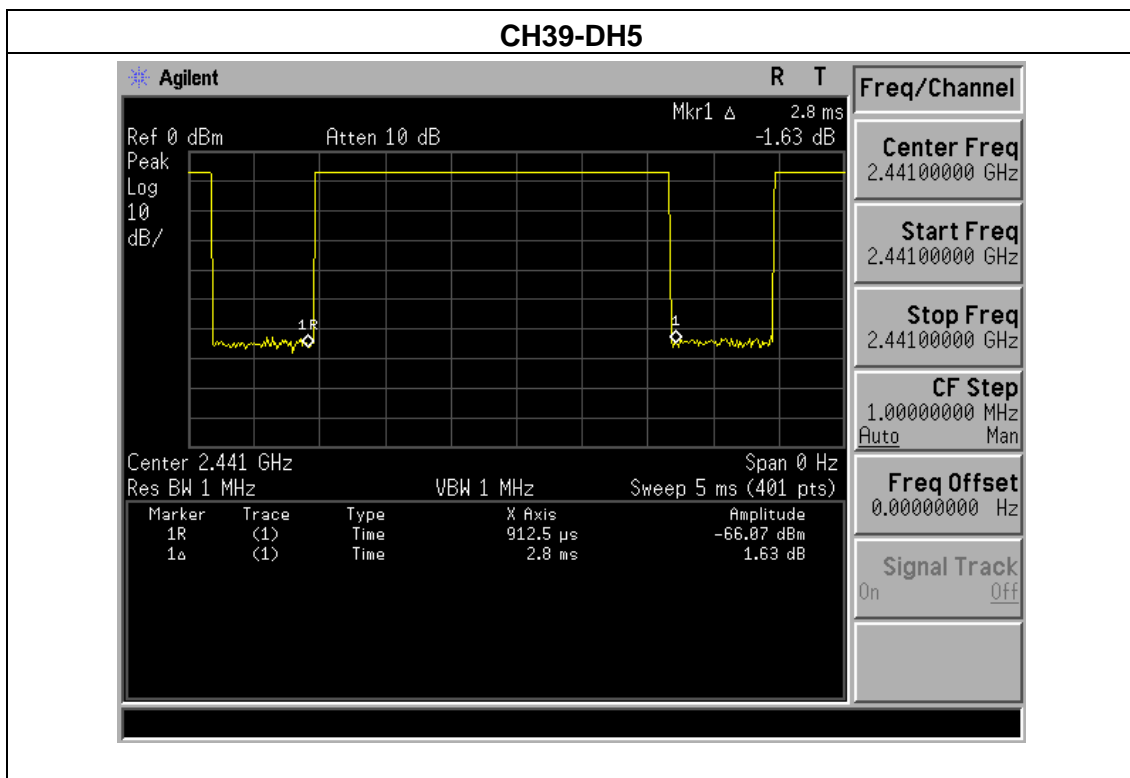 CH39-DH5
Agilent R T
Mkr1 Δ 2.8 ms
Ref 0 dBm Atten 10 dB -1.63 dB
Peak
Log
10
dB/
1R
1
Center 2.441 GHz Span 0 Hz
Res BW 1 MHz VBW 1 MHz Sweep 5 ms (401 pts)
Marker Trace Type X Axis Amplitude
1R (1) Time 912.5 µs -66.07 dBm
1Δ (1) Time 2.8 ms 1.63 dB
Freq/Channel
Center Freq
2.44100000 GHz
Start Freq
2.44100000 GHz
Stop Freq
2.44100000 GHz
CF Step
1.00000000 MHz
Auto Man
Freq Offset
0.00000000 Hz
Signal Track
On Off